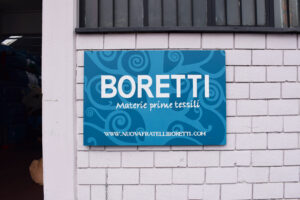 BORETTI
Materie prime tessili
WWW.NUOVAFRATELLIBORETTI.COM